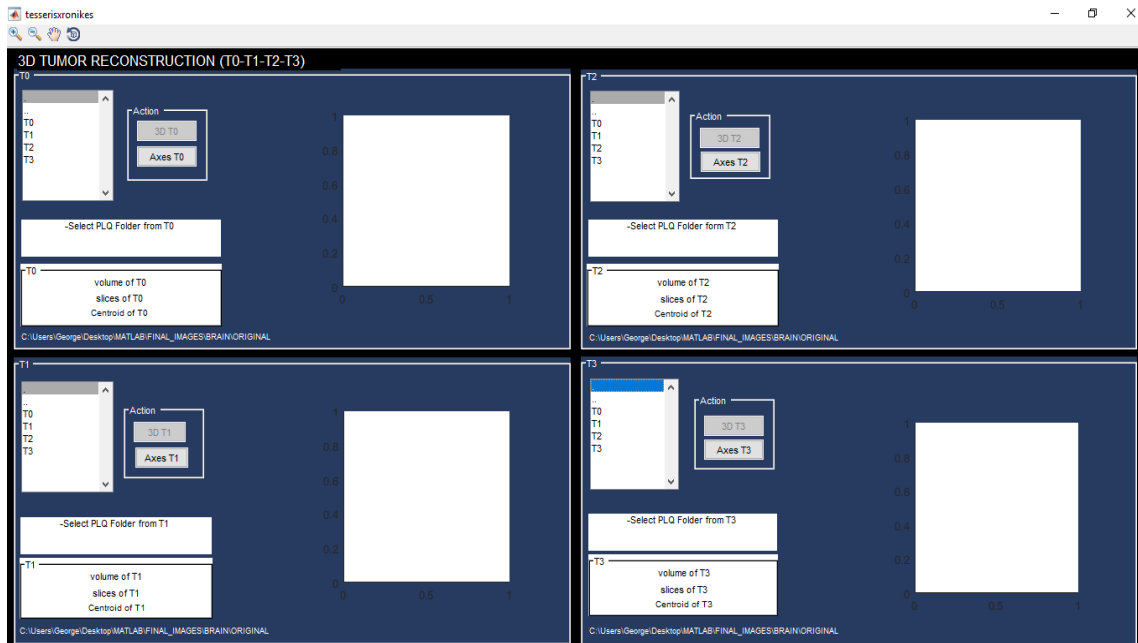 tesserisxronikes
3D TUMOR RECONSTRUCTION (T0-T1-T2-T3)
T0
.
..
T0
T1
T2
T3
Action
3D T0
Axes T0
1
0.8
0.6
0.4
0.2
0
0
0.5
1
-Select PLQ Folder from T0
T0
volume of T0
slices of T0
Centroid of T0
C:\Users\George\Desktop\MATLAB\FINAL_IMAGES\BRAIN\ORIGINAL
T2
.
..
T0
T1
T2
T3
Action
3D T2
Axes T2
1
0.8
0.6
0.4
0.2
0
0
0.5
1
-Select PLQ Folder form T2
T2
volume of T2
slices of T2
Centroid of T2
C:\Users\George\Desktop\MATLAB\FINAL_IMAGES\BRAIN\ORIGINAL
T1
.
..
T0
T1
T2
T3
Action
3D T1
Axes T1
1
0.8
0.6
0.4
0.2
0
0
0.5
1
-Select PLQ Folder from T1
T1
volume of T1
slices of T1
Centroid of T1
C:\Users\George\Desktop\MATLAB\FINAL_IMAGES\BRAIN\ORIGINAL
T3
.
..
T0
T1
T2
T3
Action
3D T3
Axes T3
1
0.8
0.6
0.4
0.2
0
0
0.5
1
-Select PLQ Folder from T3
T3
volume of T3
slices of T3
Centroid of T3
C:\Users\George\Desktop\MATLAB\FINAL_IMAGES\BRAIN\ORIGINAL